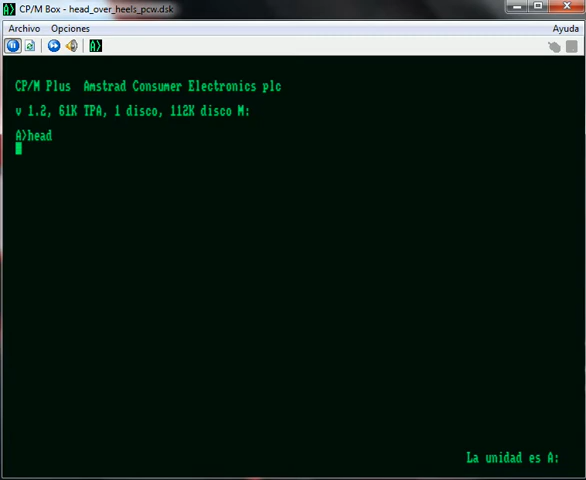 A> CP/M Box - head_over_heels_pcw.dsk
Archivo Opciones Ayuda
A>
CP/M Plus Amstrad Consumer Electronics plc
v 1.2, 61K TPA, 1 disco, 112K disco M:
A>head
La unidad es A: